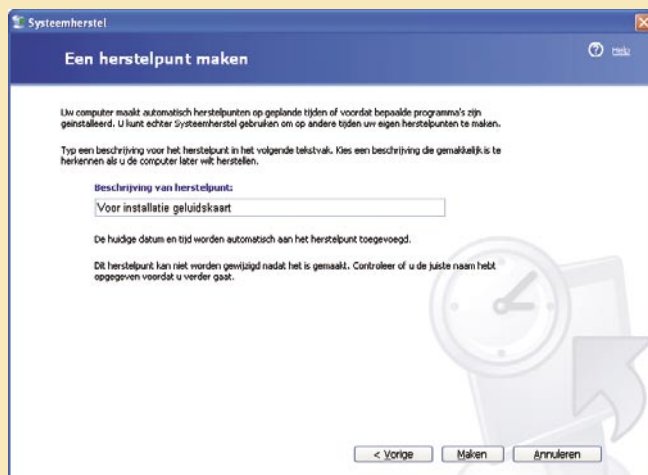 Systeemherstel
Een herstelpunt maken
Help
Uw computer maakt automatisch herstelpunten op geplande tijden of voordat bepaalde programma's zijn
geïnstalleerd. U kunt echter Systeemherstel gebruiken om op andere tijden uw eigen herstelpunten te maken.
Typ een beschrijving voor het herstelpunt in het volgende tekstvak. Kies een beschrijving die gemakkelijk is te
herkennen als u de computer later wilt herstellen.
Beschrijving van herstelpunt:
Voor installatie geluidskaart
De huidige datum en tijd worden automatisch aan het herstelpunt toegevoegd.
Dit herstelpunt kan niet worden gewijzigd nadat het is gemaakt. Controleer of u de juiste naam hebt
opgegeven voordat u verder gaat.
< Vorige Maken Annuleren